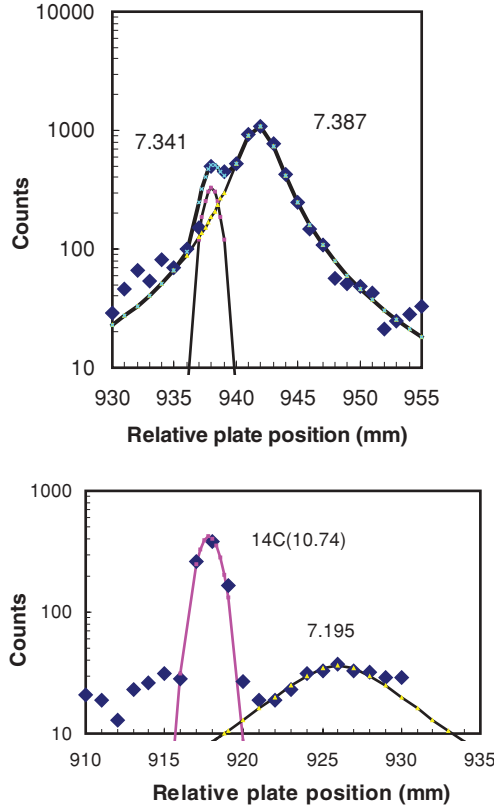 10000
1000
100
10
Counts
7.341
7.387
930 935 940 945 950 955
Relative plate position (mm)
1000
100
10
Counts
14C(10.74)
7.195
910 915 920 925 930 935
Relative plate position (mm)